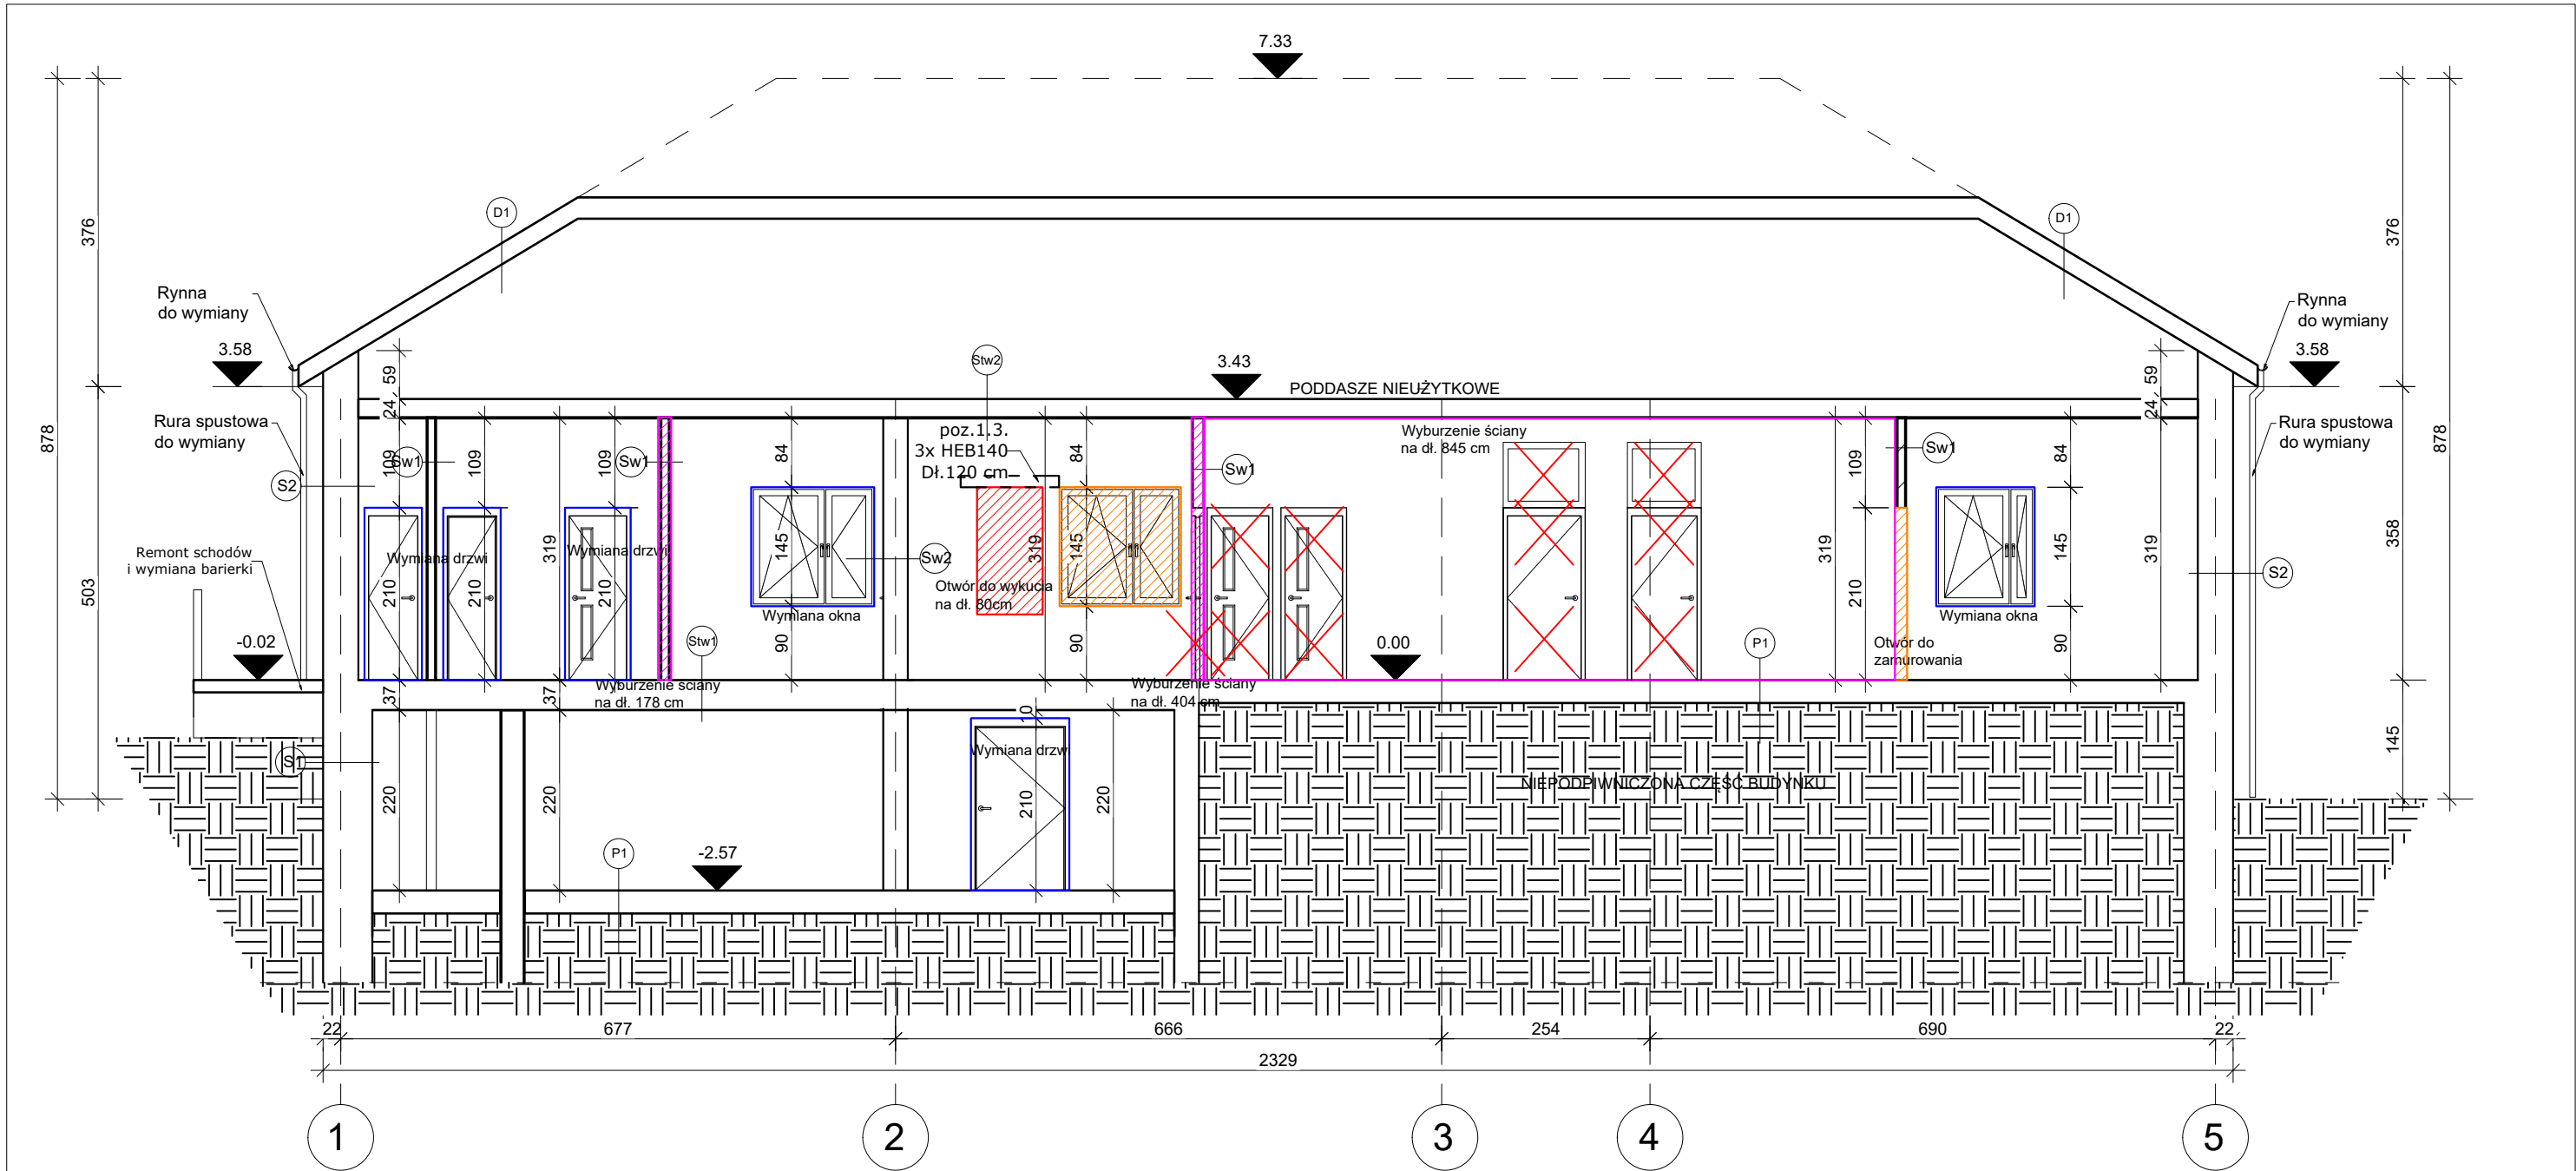 7.33
376
878
503
D1
D1
376
358
145
878
Rynna
do wymiany
3.58
Rura spustowa
do wymiany
S2
Remont schodów
i wymiana barierki
-0.02
S1
Rynna
do wymiany
3.58
Rura spustowa
do wymiany
S2
Stw2
3.43
PODDASZE NIEUŻYTKOWE
59
24
59
24
poz.1.3.
3x HEB140
Dł.120 cm
Wyburzenie ściany
na dł. 845 cm
109
Sw1
109
109
Sw1
84
84
Sw1
109
Sw1
84
Wymiana drzwi
210
210
319
Wymiana drzwi
210
145
Sw2
319
145
319
210
145
319
Otwór do wykucia
na dł. 80cm
Wymiana okna
90
90
Stw1
0.00
P1
Otwór do
zamurowania
Wymiana okna
90
37
37
Wyburzenie ściany
na dł. 178 cm
Wyburzenie ściany
na dł. 404 cm
10
Wymiana drzwi
220
220
210
220
NIEPODPIWNICZONA CZĘŚĆ BUDYNKU
P1
-2.57
22
677
666
254
690
22
2329
1
2
3
4
5